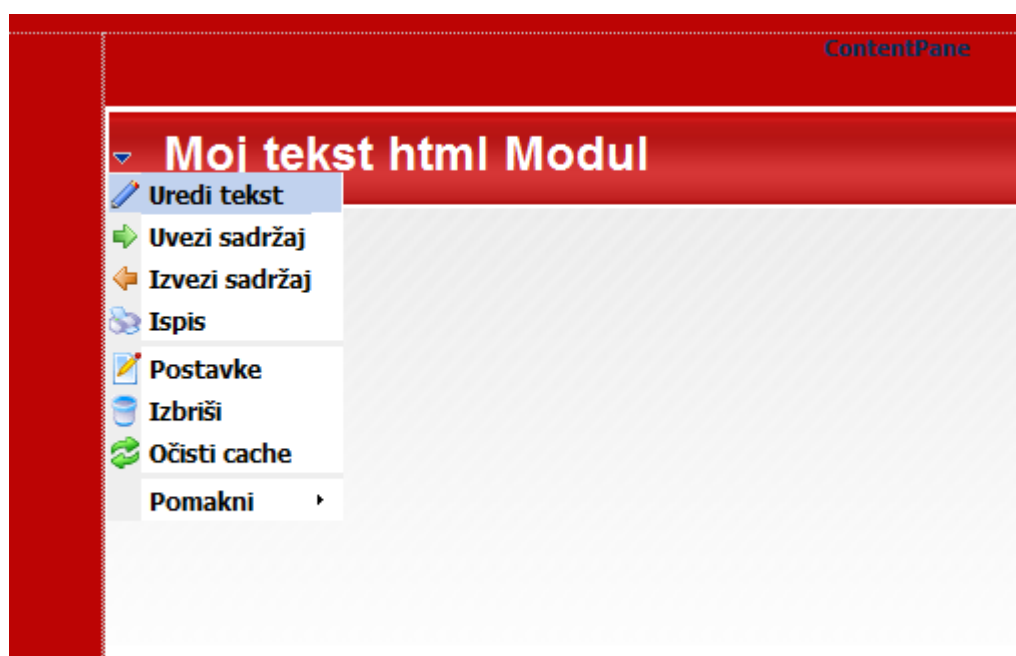 ContentPane
Moj tekst html Modul
Uredi tekst
Uvezi sadržaj
Izvezi sadržaj
Ispis
Postavke
Izbriši
Očisti cache
Pomakni